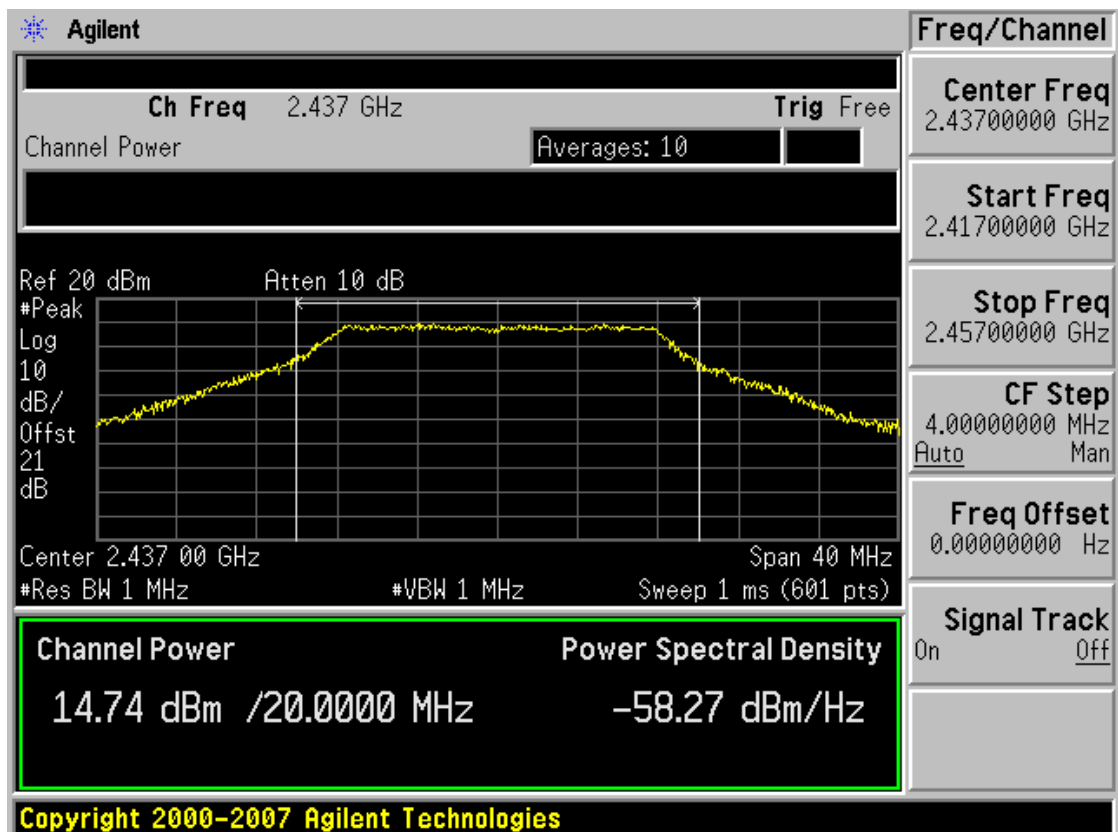 Agilent
Freq/Channel
Ch Freq 2.437 GHz Trig Free
Channel Power Averages: 10
Ref 20 dBm Atten 10 dB
#Peak
Log
10
dB/
Offst
21
dB
Center 2.437 00 GHz Span 40 MHz
#Res BW 1 MHz #VBW 1 MHz Sweep 1 ms (601 pts)
Channel Power Power Spectral Density
14.74 dBm /20.0000 MHz -58.27 dBm/Hz
Center Freq
2.43700000 GHz
Start Freq
2.41700000 GHz
Stop Freq
2.45700000 GHz
CF Step
4.00000000 MHz
Auto Man
Freq Offset
0.00000000 Hz
Signal Track
On Off
Copyright 2000-2007 Agilent Technologies